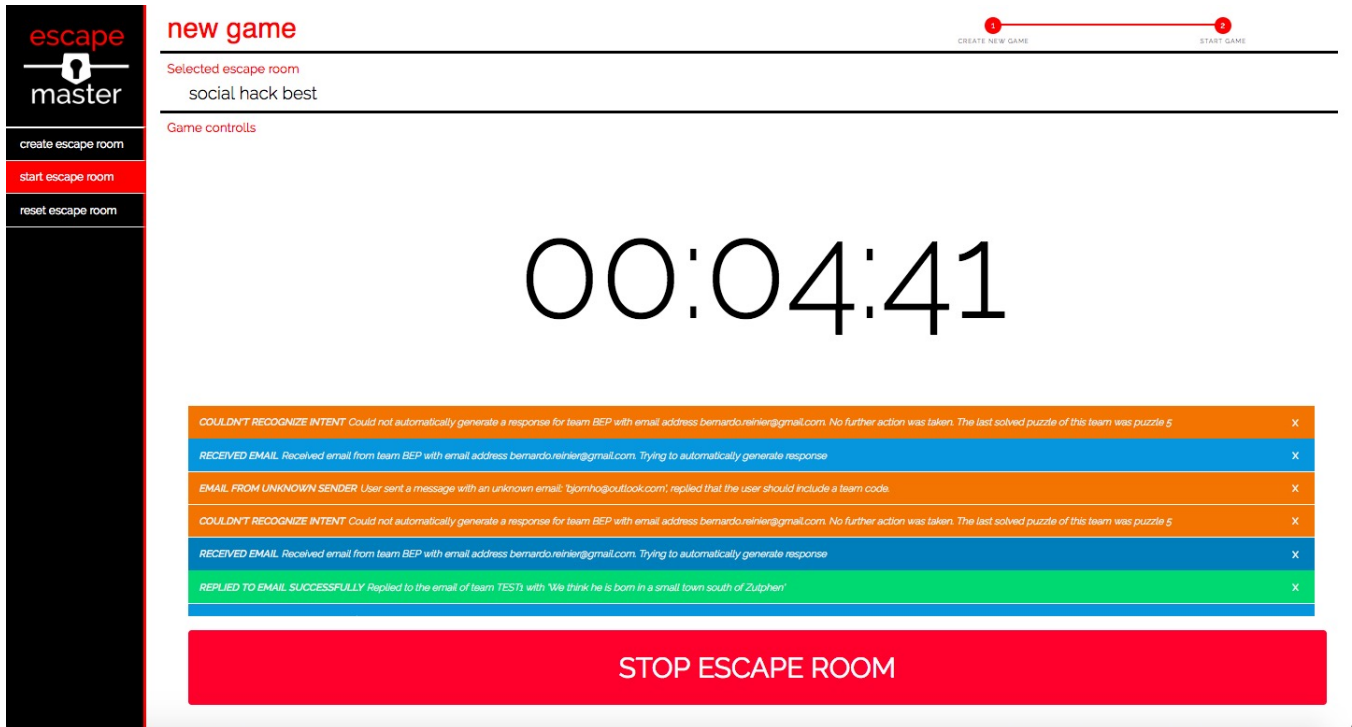 escape
master
create escape room
start escape room
reset escape room
new game
1
2
CREATE NEW GAME
START GAME
Selected escape room
social hack best
Game controlls
00:04:41
COULDN'T RECOGNIZE INTENT Could not automatically generate a response for team BEP with email address bernardo.reinier@gmail.com. No further action was taken. The last solved puzzle of this team was puzzle 5 X
RECEIVED EMAIL Received email from team BEP with email address bernardo.reinier@gmail.com. Trying to automatically generate response X
EMAIL FROM UNKNOWN SENDER User sent a message with an unknown email: 'bjornho@outlook.com', replied that the user should include a team code. X
COULDN'T RECOGNIZE INTENT Could not automatically generate a response for team BEP with email address bernardo.reinier@gmail.com. No further action was taken. The last solved puzzle of this team was puzzle 5 X
RECEIVED EMAIL Received email from team BEP with email address bernardo.reinier@gmail.com. Trying to automatically generate response X
REPLIED TO EMAIL SUCCESSFULLY Replied to the email of team TEST1 with 'We think he is born in a small town south of Zutphen' X
STOP ESCAPE ROOM